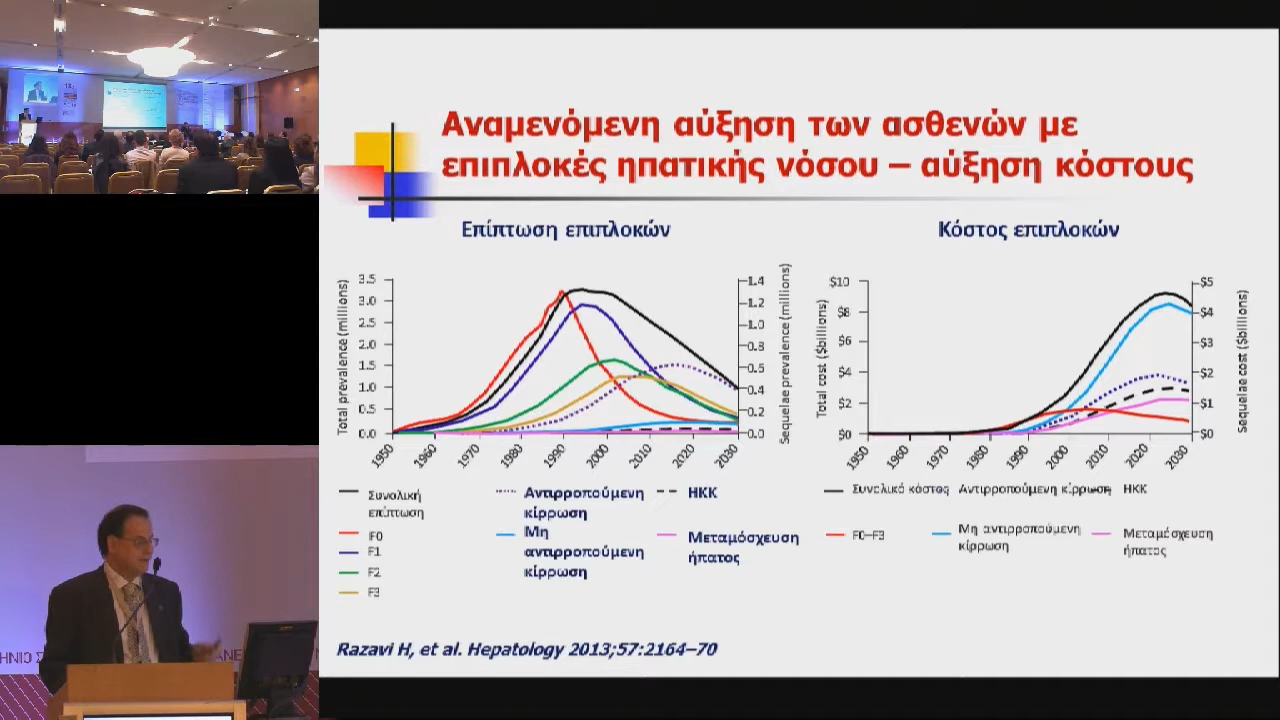 Αναμενόμενη αύξηση των ασθενών με
επιπλοκές ηπατικής νόσου – αύξηση κόστους
Επίπτωση επιπλοκών
Κόστος επιπλοκών
Total prevalence (millions)
3.5
3.0
2.5
2.0
1.5
1.0
0.5
0.0
1.4
1.2
1.0
0.8
0.6
0.4
0.2
0.0
Sequelae prevalence (millions)
1950
1960
1970
1980
1990
2000
2010
2020
2030
Total cost ($billions)
$10
$8
$6
$4
$2
$0
$5
$4
$3
$2
$1
$0
Sequelae cost ($billions)
1950
1960
1970
1980
1990
2000
2010
2020
2030
Συνολική
επίπτωση
F0
F1
F2
F3
Αντιρροπούμενη
κίρρωση
Μη
αντιρροπούμενη
κίρρωση
ΗΚΚ
Μεταμόσχευση
ήπατος
Συνολικό κόστος
Αντιρροπούμενη κίρρωση
ΗΚΚ
F0–F3
Μη αντιρροπούμενη
κίρρωση
Μεταμόσχευση
ήπατος
Razavi H, et al. Hepatology 2013;57:2164–70